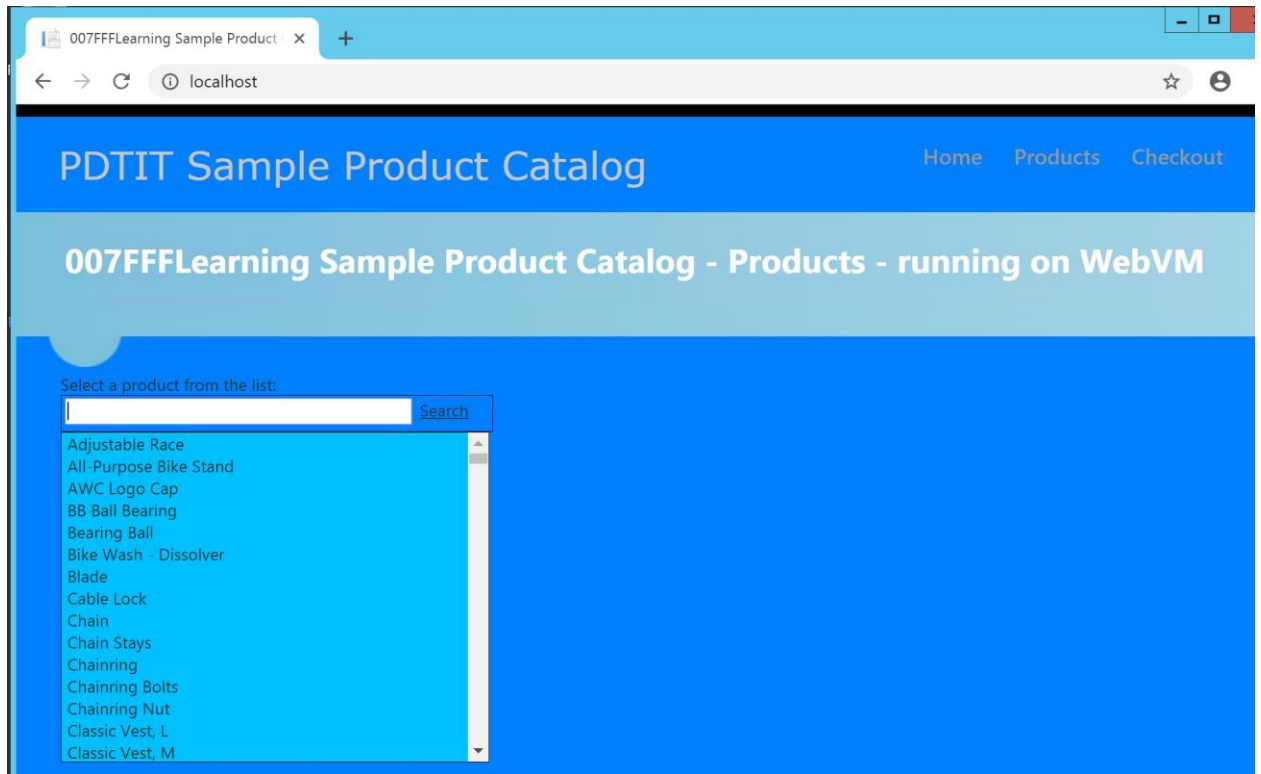 007FFFLearning Sample Product
localhost
PDTIT Sample Product Catalog
Home Products Checkout
007FFFLearning Sample Product Catalog - Products - running on WebVM
Select a product from the list:
Search
Adjustable Race
All-Purpose Bike Stand
AWC Logo Cap
BB Ball Bearing
Bearing Ball
Bike Wash - Dissolver
Blade
Cable Lock
Chain
Chain Stays
Chainring
Chainring Bolts
Chainring Nut
Classic Vest, L
Classic Vest, M